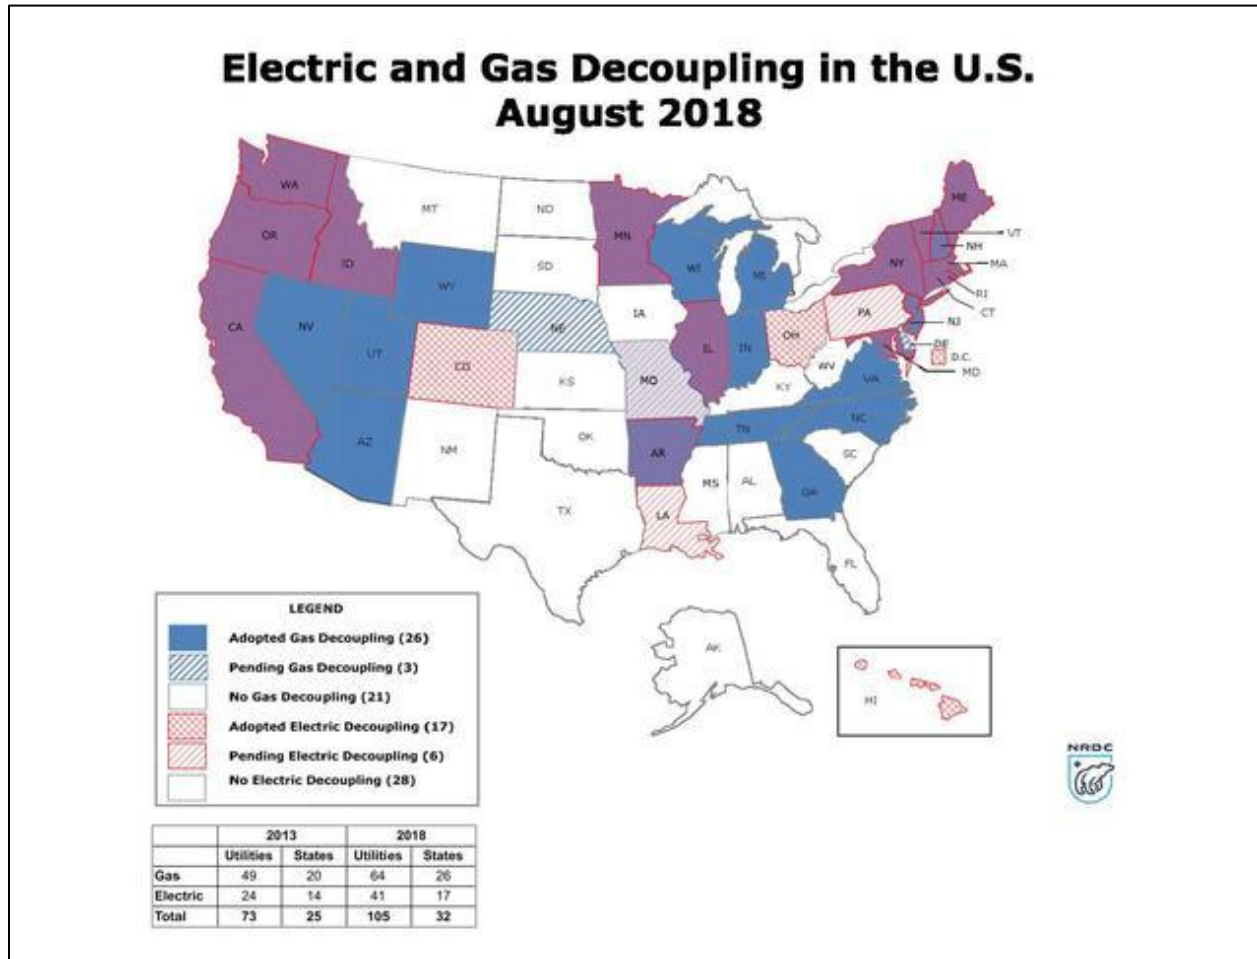 Electric and Gas Decoupling in the U.S.
August 2018
WA
MT
ND
MN
ME
VT
OR
ID
SD
WI
MI
NY
NH
MA
RI
CT
WY
IA
PA
NJ
NV
NE
OH
DE
D.C.
MD
CA
UT
CO
IL
IN
WV
VA
KS
MO
KY
NC
AZ
NM
OK
AR
TN
SC
MS
AL
GA
TX
LA
FL
AK
HI
LEGEND
Adopted Gas Decoupling (26)
Pending Gas Decoupling (3)
No Gas Decoupling (21)
Adopted Electric Decoupling (17)
Pending Electric Decoupling (6)
No Electric Decoupling (28)
NRDC
2013 2018
Utilities States Utilities States
Gas 49 20 64 26
Electric 24 14 41 17
Total 73 25 105 32